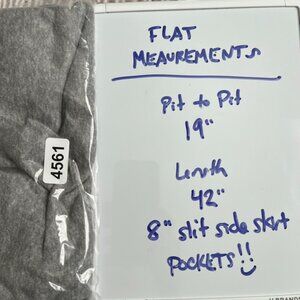 FLAT
MEAUREMENTS
Pit to Pit
19"
Length
42"
8" slit side skirt
POCKETS!!
4561